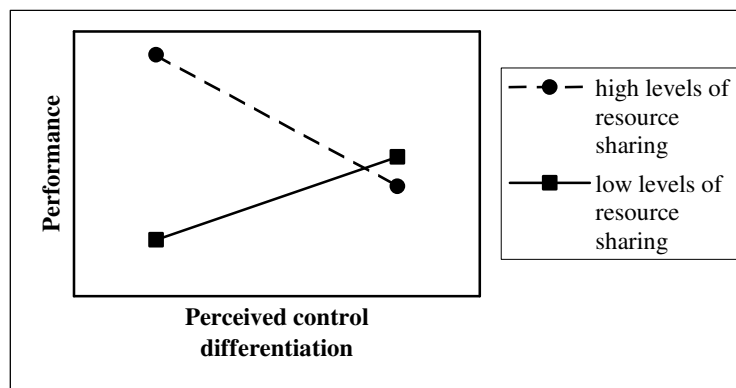 Performance
high levels of
resource
sharing
low levels of
resource
sharing
Perceived control
differentiation